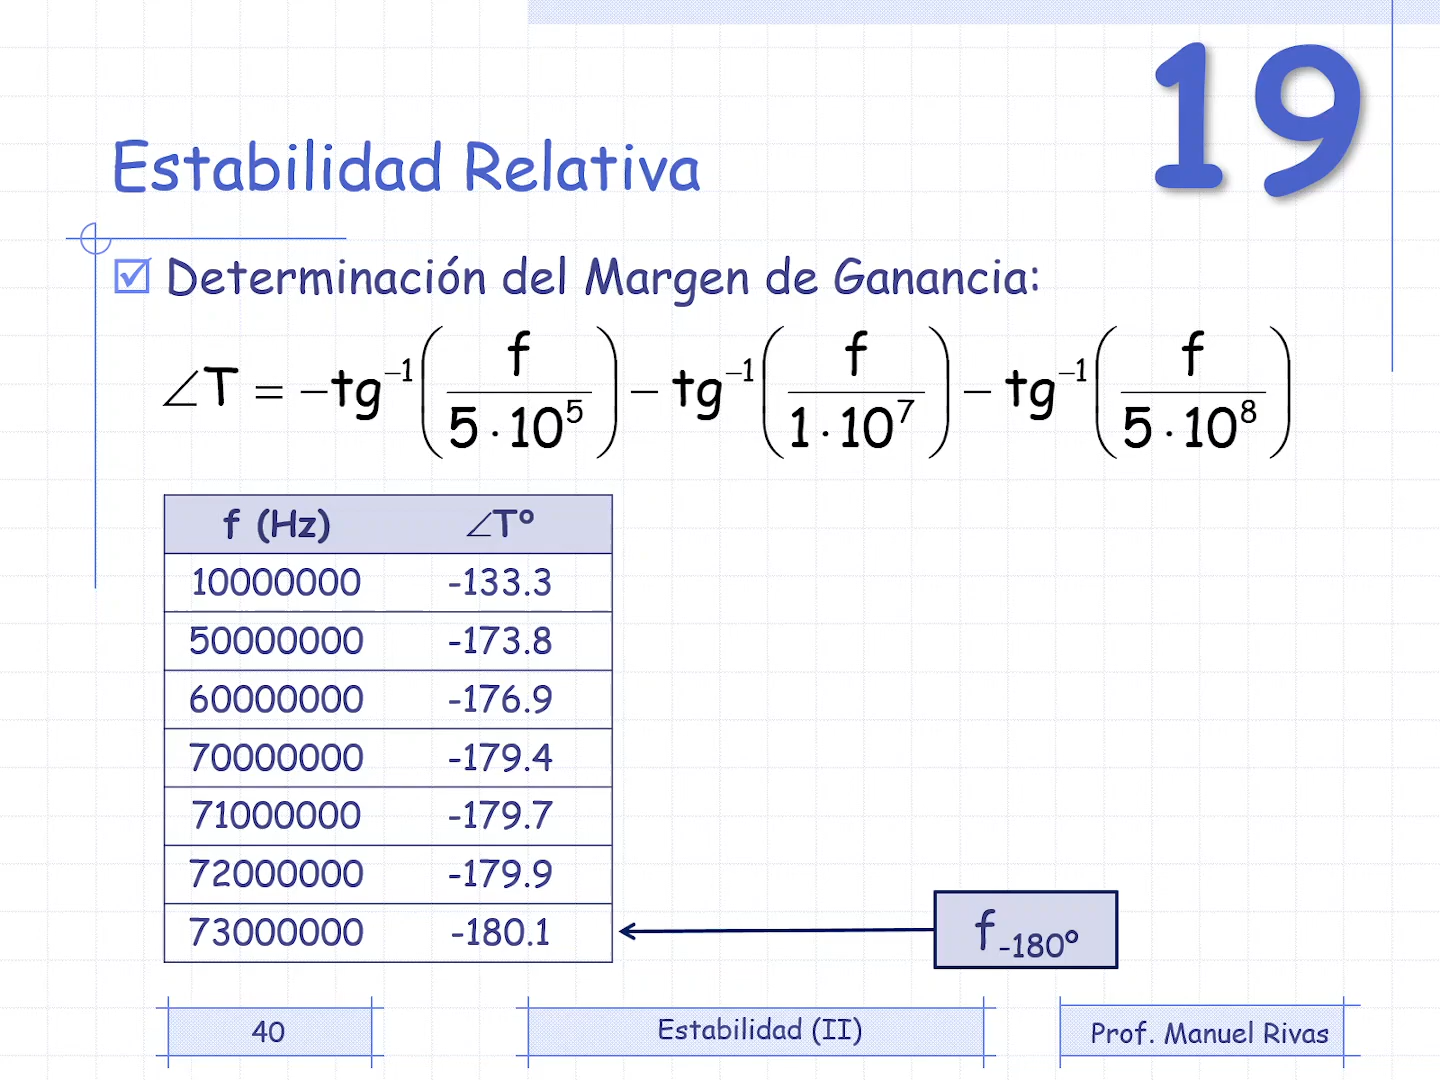 19
Estabilidad Relativa
Determinación del Margen de Ganancia:
∠T = −tg⁻¹(f / 5·10⁵) − tg⁻¹(f / 1·10⁷) − tg⁻¹(f / 5·10⁸)
f (Hz) ∠Tº
10000000 -133.3
50000000 -173.8
60000000 -176.9
70000000 -179.4
71000000 -179.7
72000000 -179.9
73000000 -180.1
f-180º
40
Estabilidad (II)
Prof. Manuel Rivas